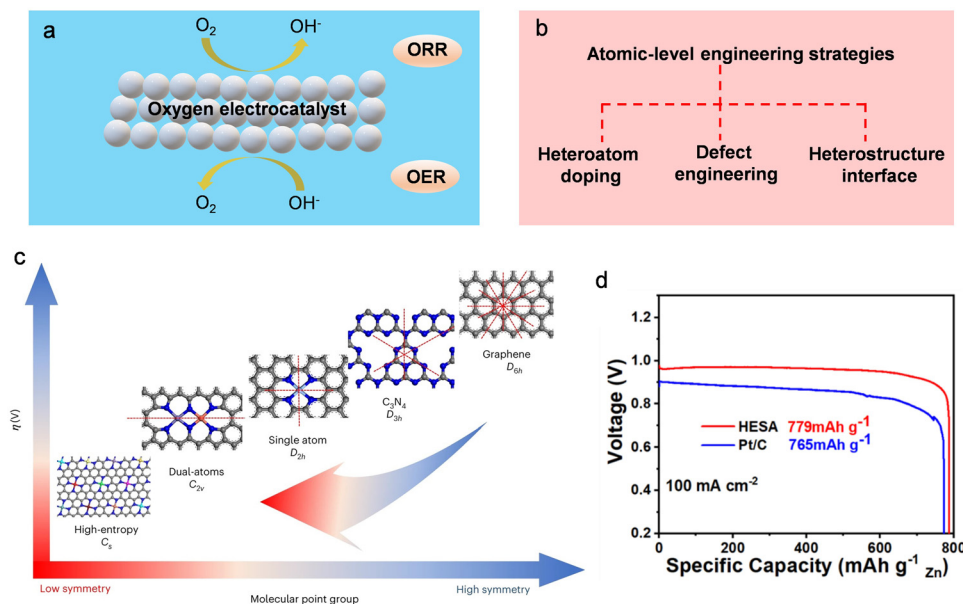 a
O₂
OH⁻
ORR
Oxygen electrocatalyst
OER
O₂
OH⁻
b
Atomic-level engineering strategies
Heteroatom
doping
Defect
engineering
Heterostructure
interface
c
η (V)
Graphene
D₆ₕ
C₃N₄
D₃ₕ
Single atom
D₂ₕ
Dual-atoms
C₂ᵥ
High-entropy
Cₛ
Low symmetry
Molecular point group
High symmetry
d
Voltage (V)
1.2
1.0
0.8
0.6
0.4
0.2
HESA 779mAh g⁻¹
Pt/C 765mAh g⁻¹
100 mA cm⁻²
0
200
400
600
800
Specific Capacity (mAh g⁻¹ Zn)